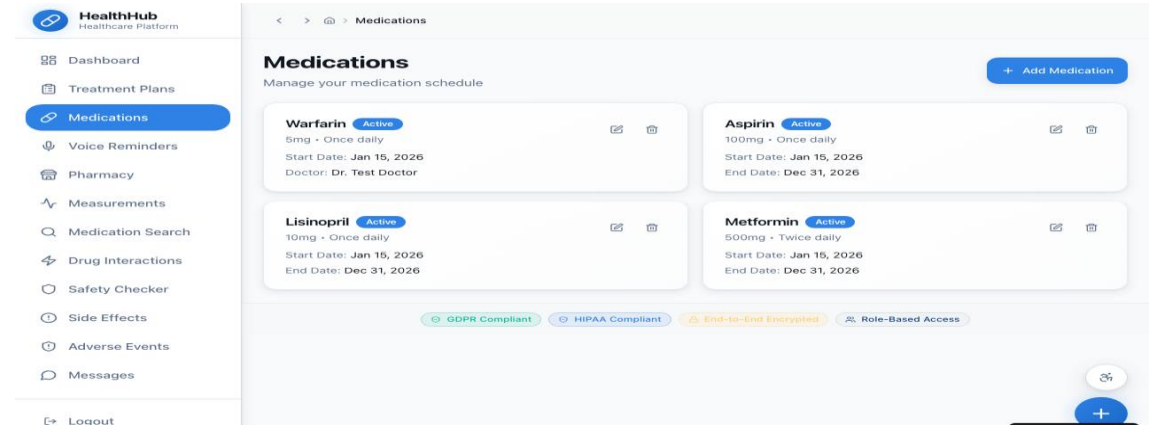 HealthHub
Healthcare Platform
Dashboard
Treatment Plans
Medications
Voice Reminders
Pharmacy
Measurements
Medication Search
Drug Interactions
Safety Checker
Side Effects
Adverse Events
Messages
Logout
Medications
Medications
Manage your medication schedule
+ Add Medication
Warfarin Active
5mg • Once daily
Start Date: Jan 15, 2026
Doctor: Dr. Test Doctor
Aspirin Active
100mg • Once daily
Start Date: Jan 15, 2026
End Date: Dec 31, 2026
Lisinopril Active
10mg • Once daily
Start Date: Jan 15, 2026
End Date: Dec 31, 2026
Metformin Active
500mg • Twice daily
Start Date: Jan 15, 2026
End Date: Dec 31, 2026
GDPR Compliant HIPAA Compliant End-to-End Encrypted Role-Based Access